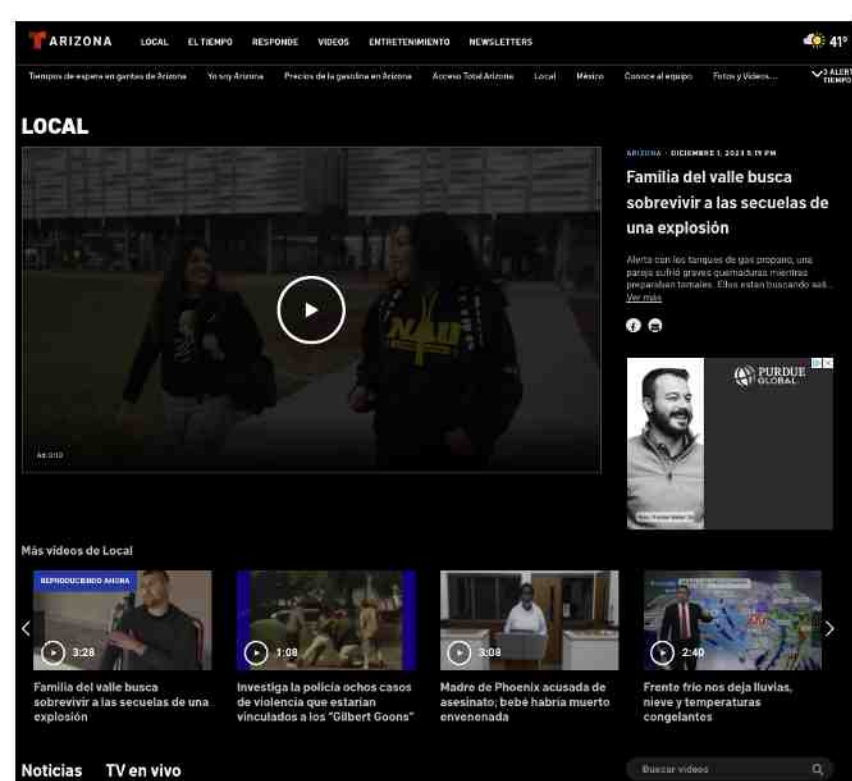 ARIZONA
LOCAL EL TIEMPO RESPONDE VIDEOS ENTRETENIMIENTO NEWSLETTERS
41°
Tiempos de espera en garitas de Arizona Yo soy Arizona Precios de la gasolina en Arizona Acceso Total Arizona Local México Conoce al equipo Fotos y Videos...
3 ALERT
TIEMPO
LOCAL
ARIZONA · DICIEMBRE 1, 2023 5:19 PM
Familia del valle busca
sobrevivir a las secuelas de
una explosión
Alerta con los tanques de gas propano, una
pareja sufrió graves quemaduras mientras
preparaban tamales. Ellos estan buscando sali...
Ver más
NAU
PURDUE
GLOBAL
Más videos de Local
REPRODUCIENDO AHORA
3:28
1:08
3:08
2:40
Familia del valle busca
sobrevivir a las secuelas de una
explosión
Investiga la policía ochos casos
de violencia que estarían
vinculados a los "Gilbert Goons"
Madre de Phoenix acusada de
asesinato; bebé habría muerto
envenenada
Frente frío nos deja lluvias,
nieve y temperaturas
congelantes
Noticias TV en vivo
Buscar videos